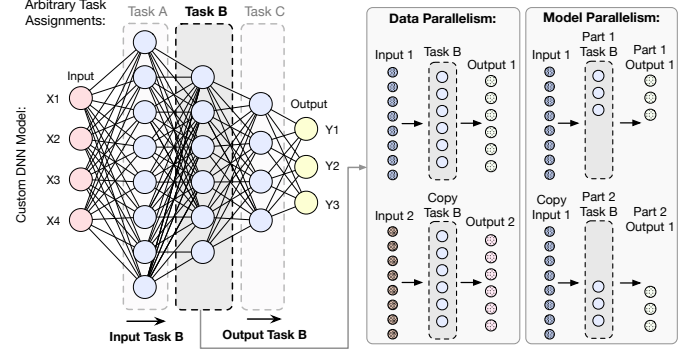 Arbitrary Task
Assignments:
Task A
Task B
Task C
Custom DNN Model:
Input
X1
X2
X3
X4
Output
Y1
Y2
Y3
Input Task B
Output Task B
Data Parallelism:
Input 1
Task B
Output 1
Input 2
Copy
Task B
Output 2
Model Parallelism:
Input 1
Part 1
Task B
Part 1
Output 1
Copy
Input 1
Part 2
Task B
Part 2
Output 1